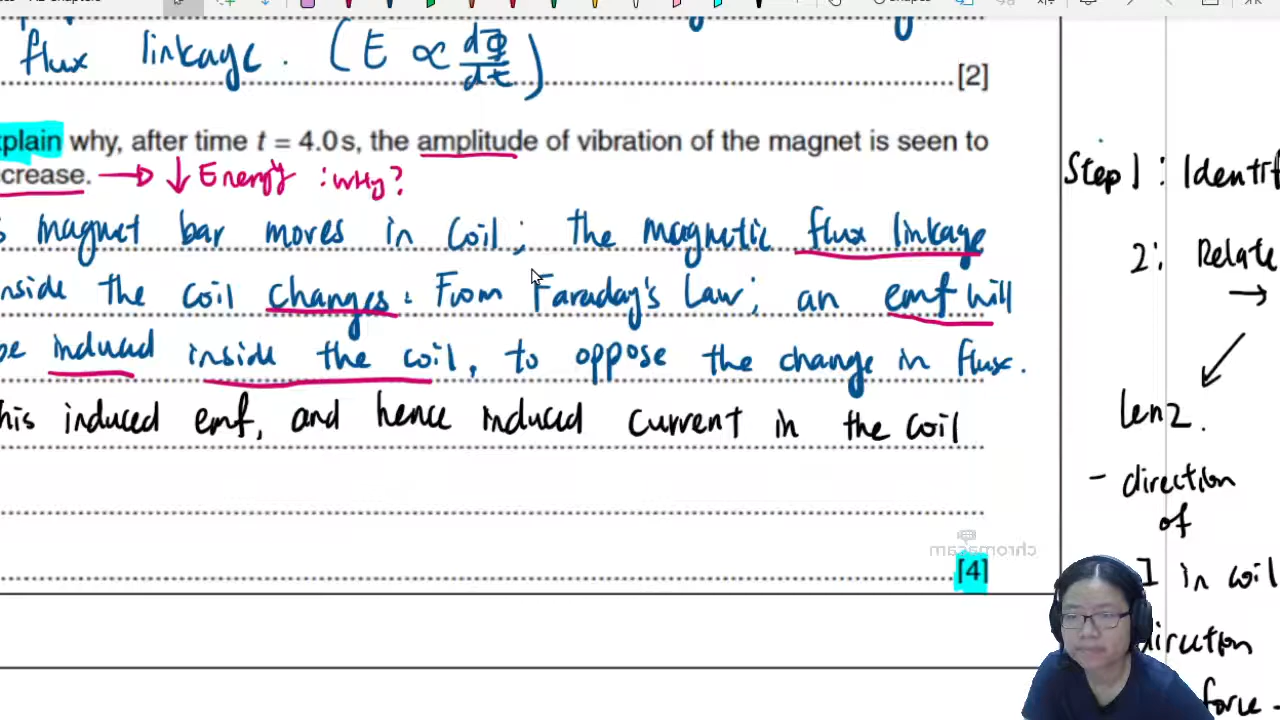 flux linkage. (E ∝ dΦ/dt)
[2]
xplain why, after time t = 4.0 s, the amplitude of vibration of the magnet is seen to
crease. → ↓ Energy : why?
s magnet bar moves in coil; the magnetic flux linkage
nside the coil changes. From Faraday's Law; an emf will
be induced inside the coil, to oppose the change in flux.
his induced emf, and hence induced current in the coil
[4]
chromacam
Step 1: Identif
2: Relate
→
Lenz.
- direction
of
I in coil
direction
force -